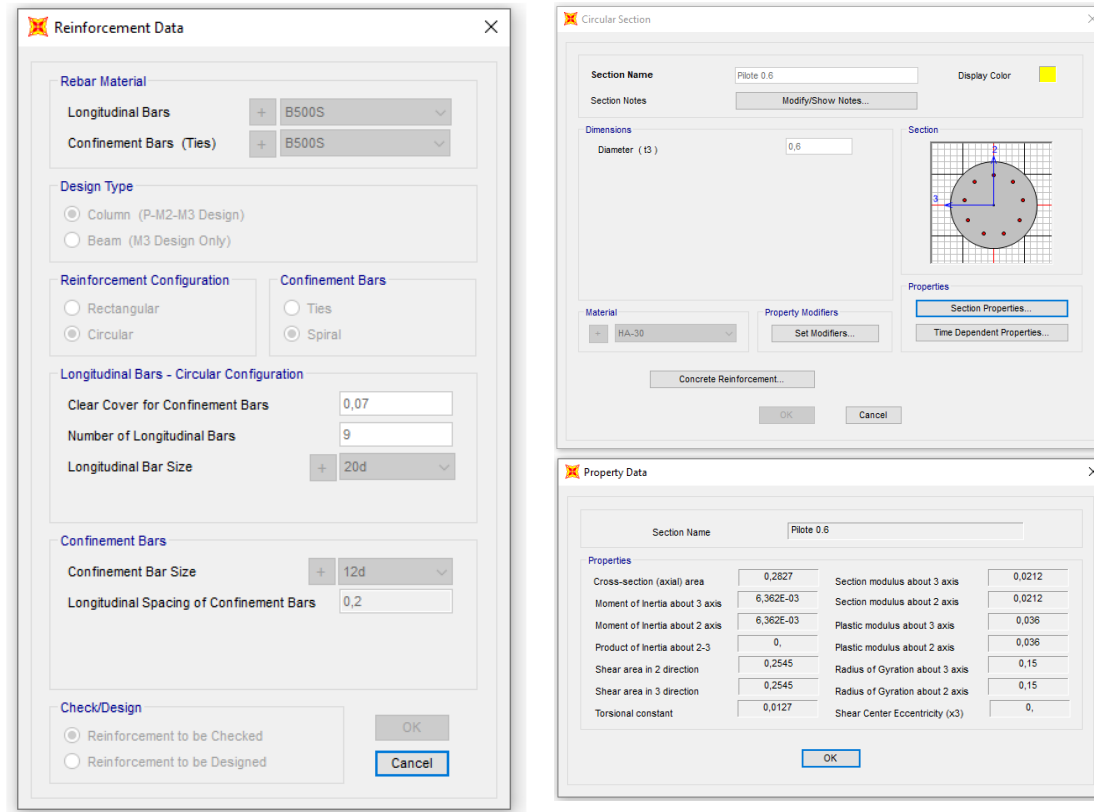 Reinforcement Data
Rebar Material
Longitudinal Bars + B500S
Confinement Bars (Ties) + B500S
Design Type
Column (P-M2-M3 Design)
Beam (M3 Design Only)
Reinforcement Configuration
Rectangular
Circular
Confinement Bars
Ties
Spiral
Longitudinal Bars - Circular Configuration
Clear Cover for Confinement Bars 0,07
Number of Longitudinal Bars 9
Longitudinal Bar Size + 20d
Confinement Bars
Confinement Bar Size + 12d
Longitudinal Spacing of Confinement Bars 0,2
Check/Design
Reinforcement to be Checked
Reinforcement to be Designed
OK
Cancel
Circular Section
Section Name Pilote 0.6 Display Color
Section Notes Modify/Show Notes...
Dimensions
Diameter ( t3 ) 0,6
Section
2
3
Properties
Section Properties...
Time Dependent Properties...
Material
+ HA-30
Property Modifiers
Set Modifiers...
Concrete Reinforcement...
OK Cancel
Property Data
Section Name Pilote 0.6
Properties
Cross-section (axial) area 0,2827 Section modulus about 3 axis 0,0212
Moment of Inertia about 3 axis 6,362E-03 Section modulus about 2 axis 0,0212
Moment of Inertia about 2 axis 6,362E-03 Plastic modulus about 3 axis 0,036
Product of Inertia about 2-3 0, Plastic modulus about 2 axis 0,036
Shear area in 2 direction 0,2545 Radius of Gyration about 3 axis 0,15
Shear area in 3 direction 0,2545 Radius of Gyration about 2 axis 0,15
Torsional constant 0,0127 Shear Center Eccentricity (x3) 0,
OK